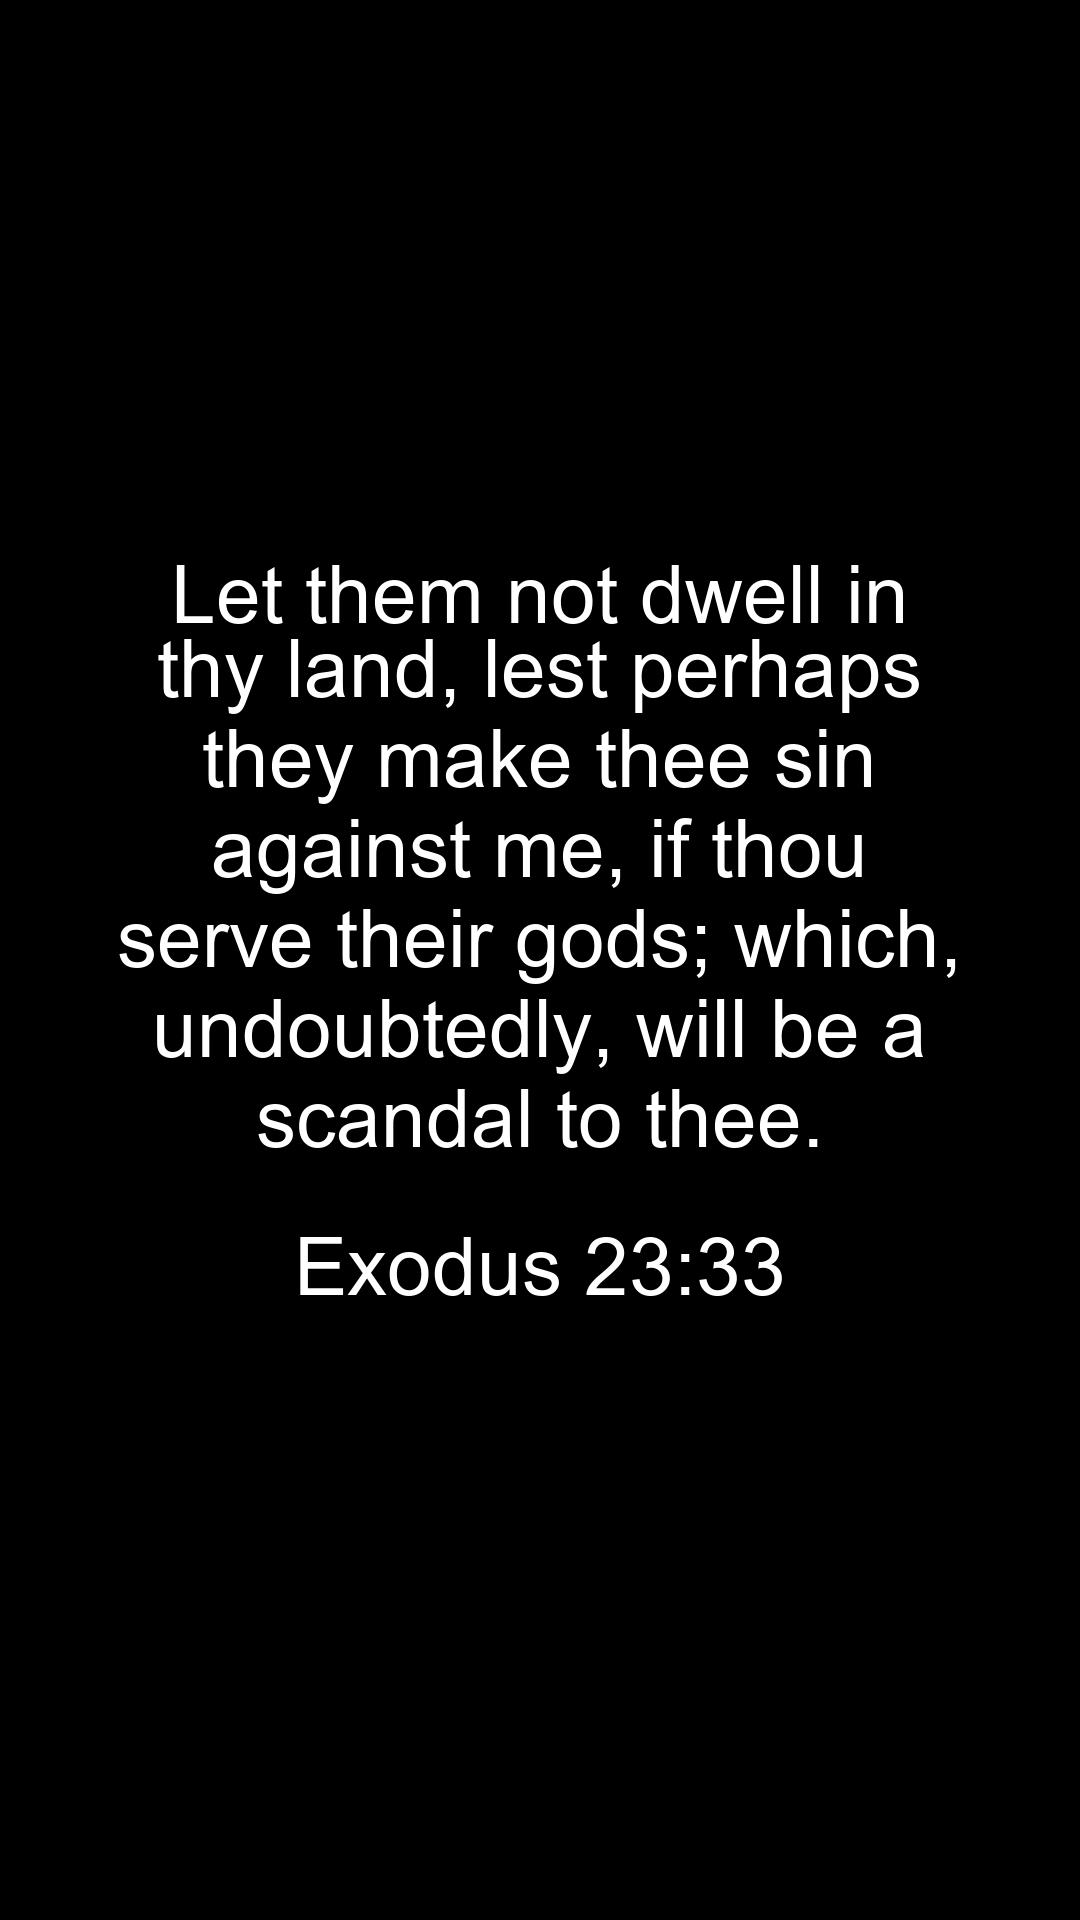 Let them not dwell in
thy land, lest perhaps
they make thee sin
against me, if thou
serve their gods; which,
undoubtedly, will be a
scandal to thee.
Exodus 23:33